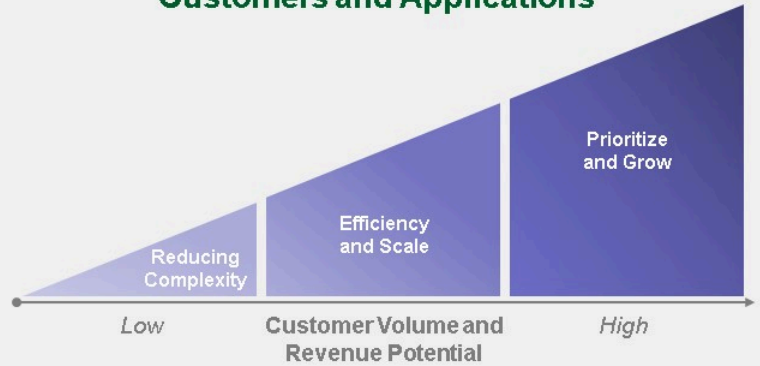 Customers and Applications
Prioritize
and Grow
Efficiency
and Scale
Reducing
Complexity
Low
Customer Volume and
Revenue Potential
High